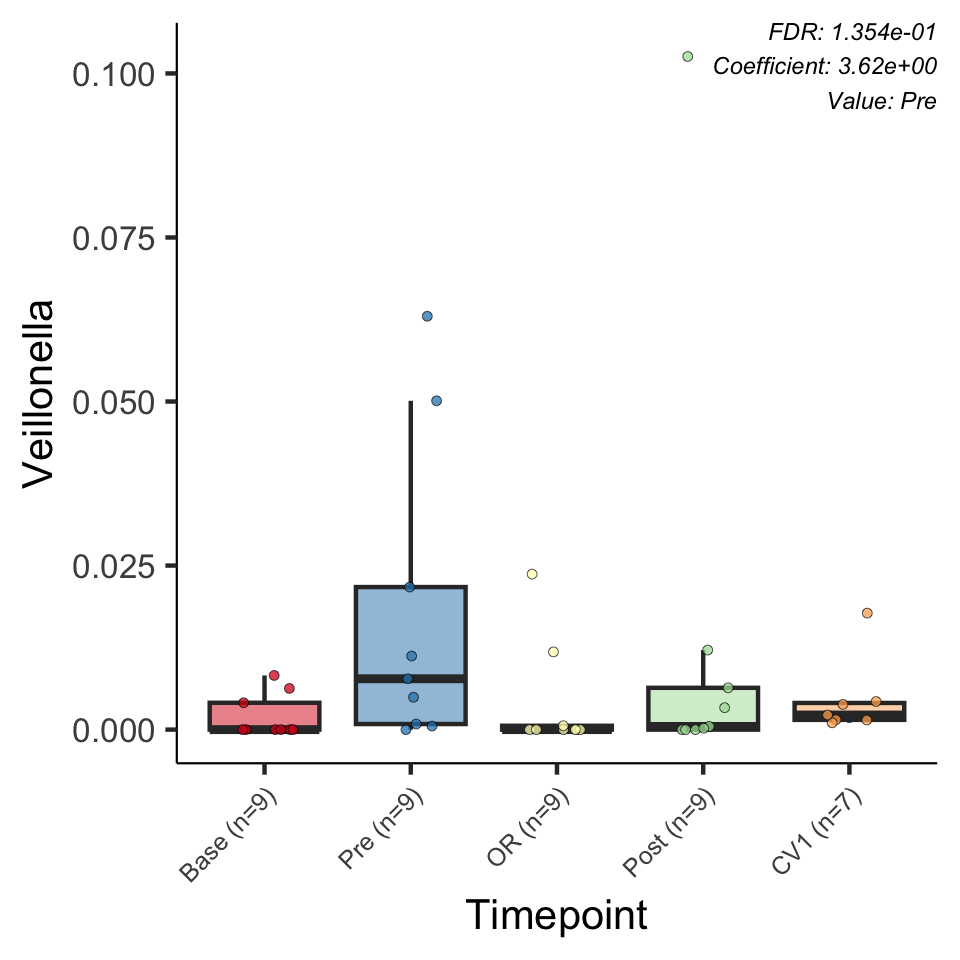 FDR: 1.354e-01
Coefficient: 3.62e+00
Value: Pre
0.100
0.075
0.050
0.025
0.000
Veillonella
Base (n=9)
Pre (n=9)
OR (n=9)
Post (n=9)
CV1 (n=7)
Timepoint